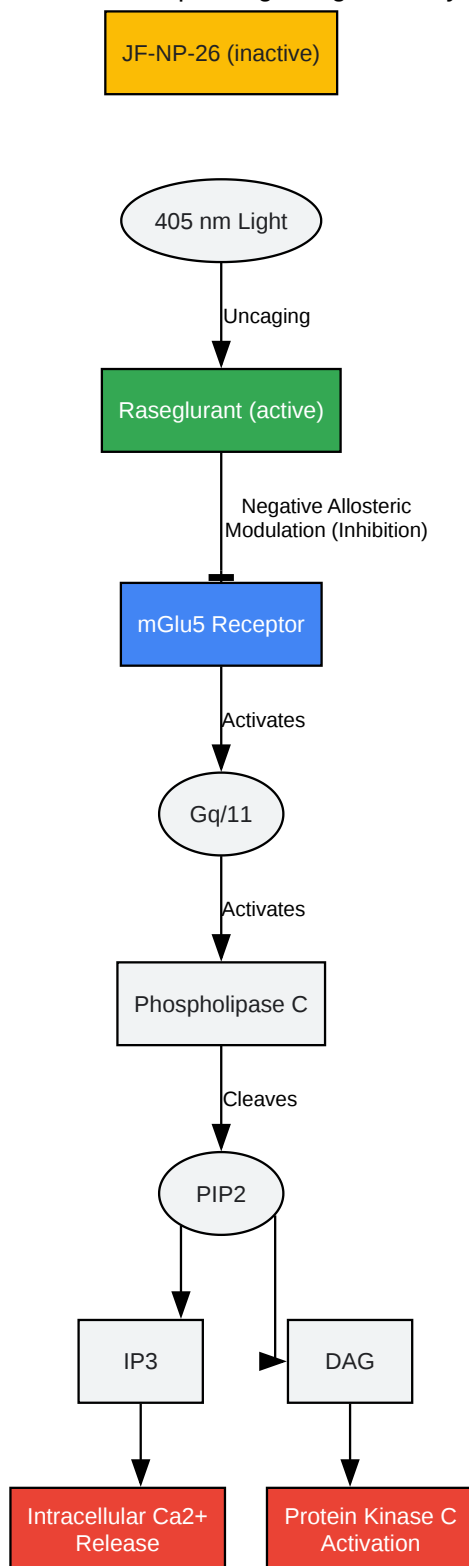 JF-NP-26 (inactive)
405 nm Light
Uncaging
Raseglurant (active)
Negative Allosteric
Modulation (Inhibition)
mGlu5 Receptor
Activates
Gq/11
Activates
Phospholipase C
Cleaves
PIP2
IP3
DAG
Intracellular Ca2+
Release
Protein Kinase C
Activation